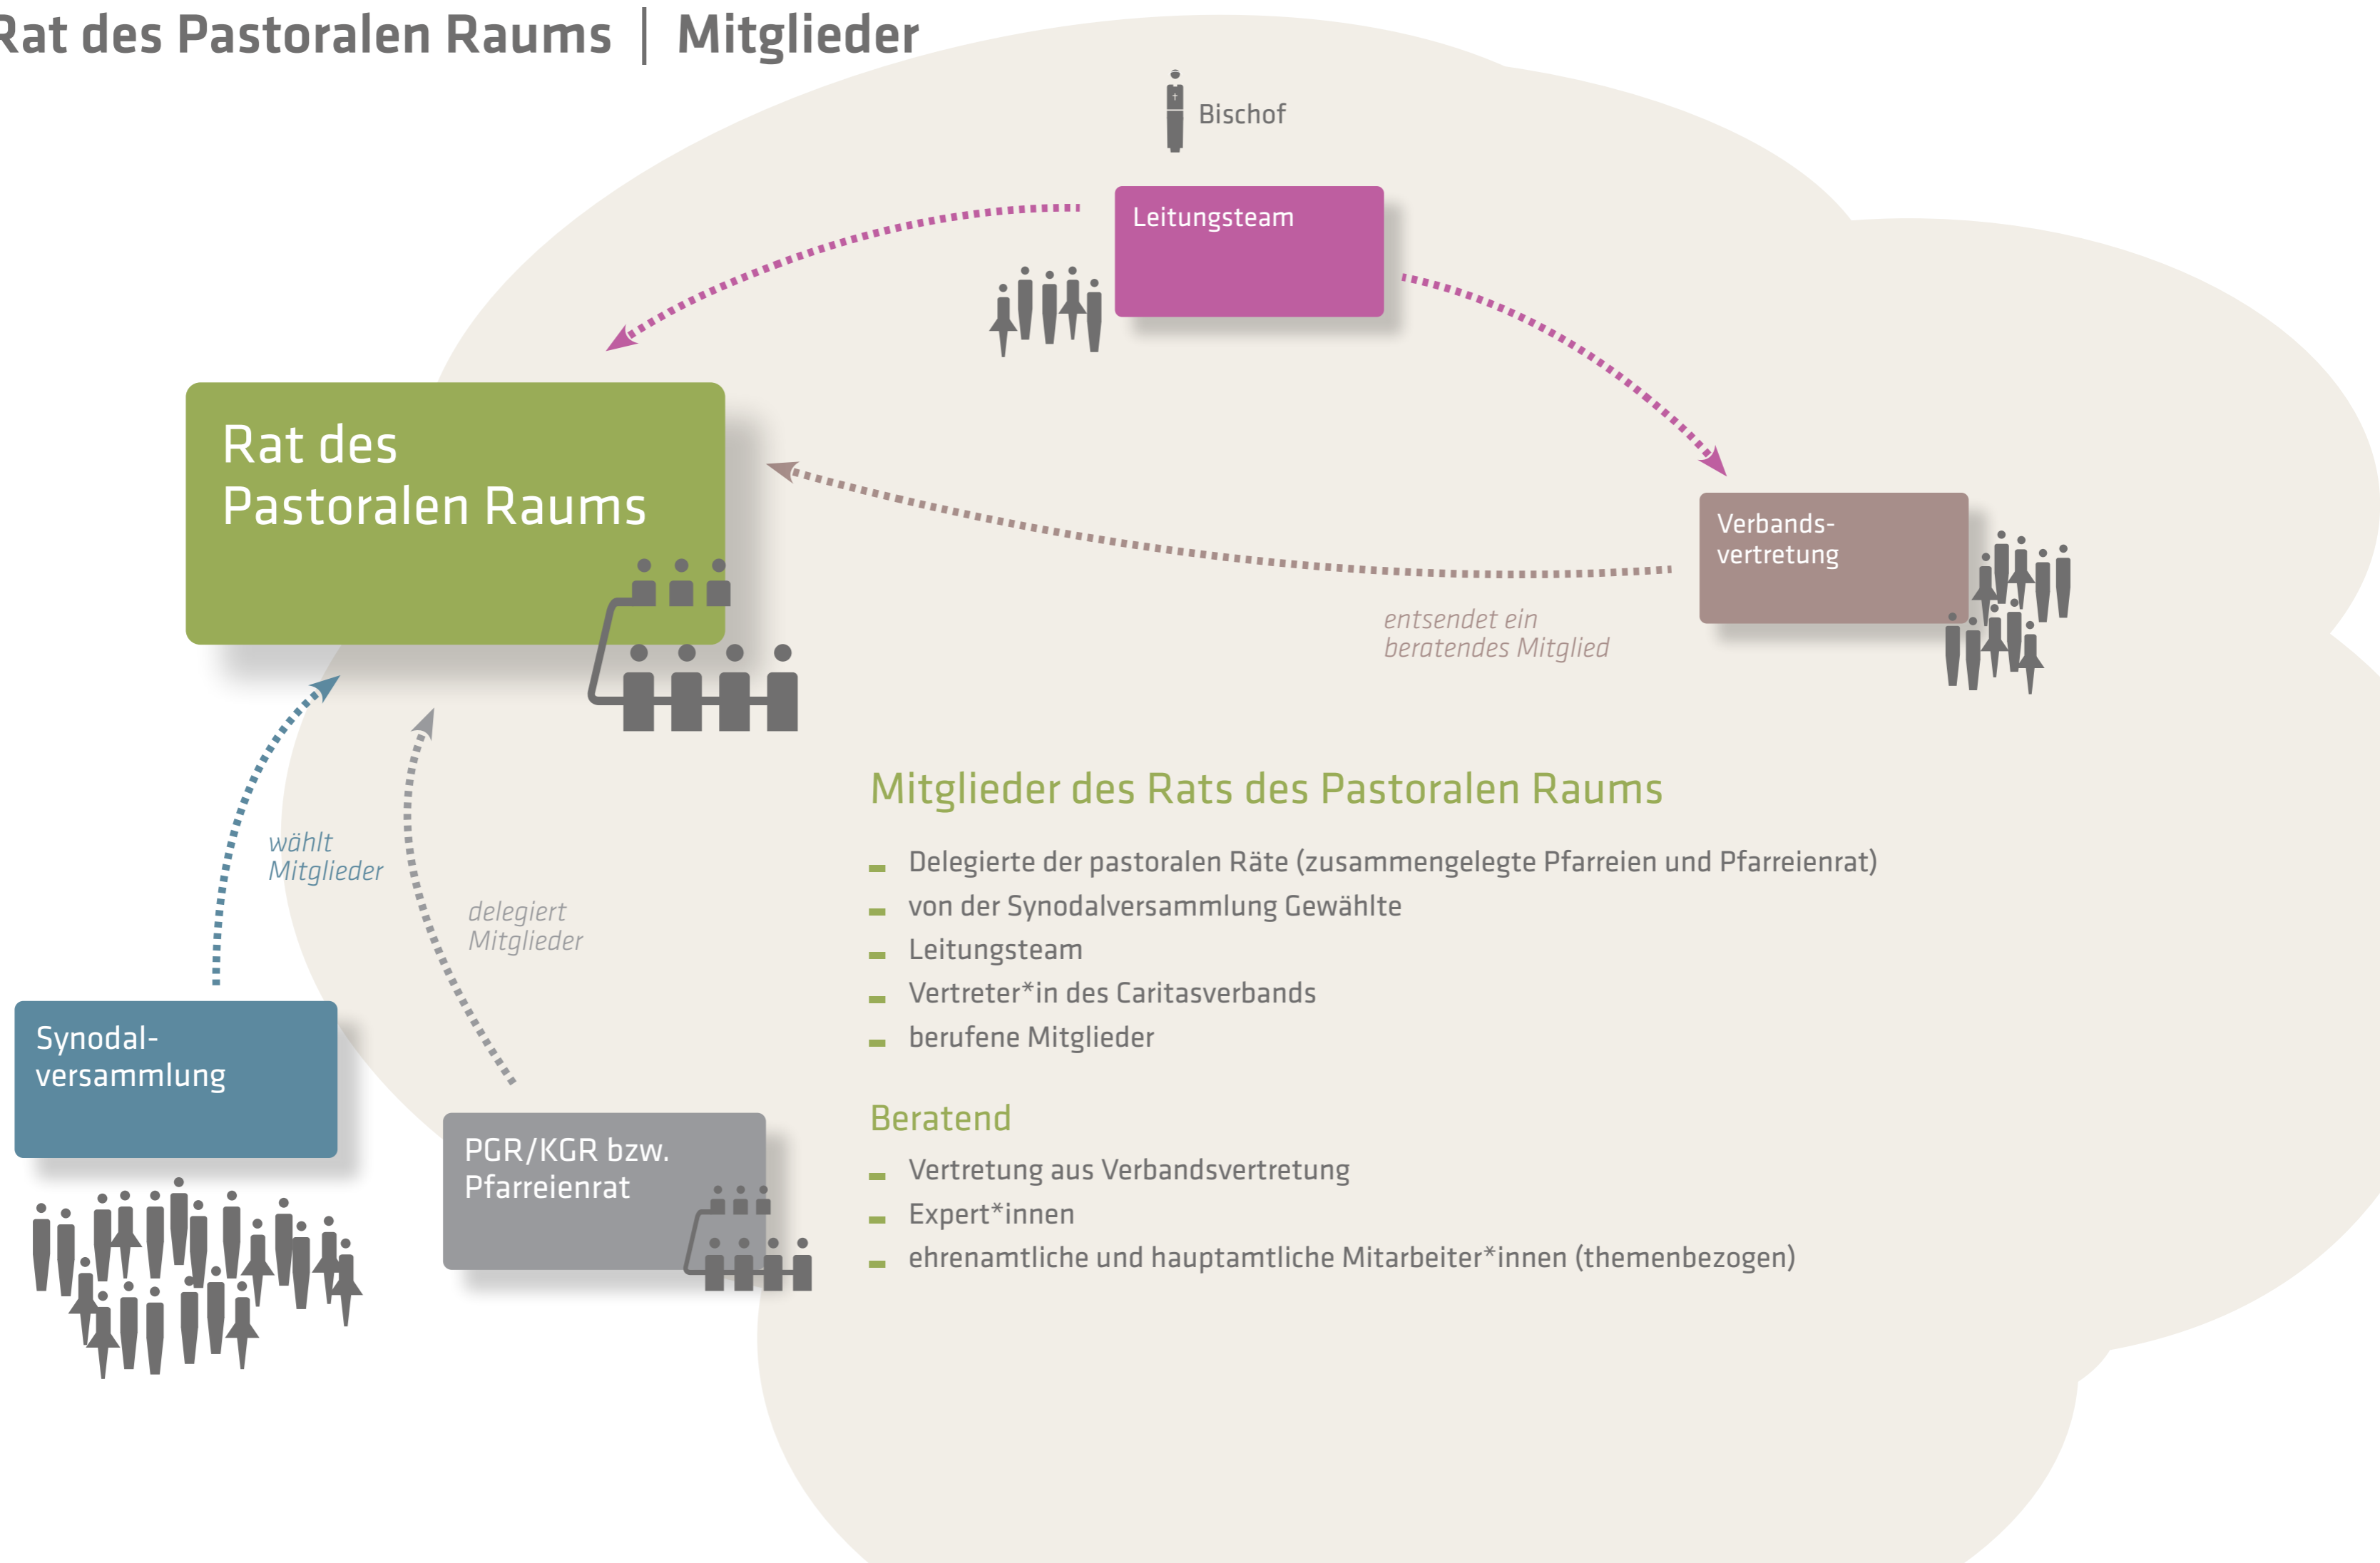 Rat des Pastoralen Raums | Mitglieder
Bischof
Leitungsteam
Rat des
Pastoralen Raums
Verbands-
vertretung
entsendet ein
beratendes Mitglied
wählt
Mitglieder
delegiert
Mitglieder
Synodal-
versammlung
PGR/KGR bzw.
Pfarreienrat
Mitglieder des Rats des Pastoralen Raums
Delegierte der pastoralen Räte (zusammengelegte Pfarreien und Pfarreienrat)
von der Synodalversammlung Gewählte
Leitungsteam
Vertreter*in des Caritasverbands
berufene Mitglieder
Beratend
Vertretung aus Verbandsvertretung
Expert*innen
ehrenamtliche und hauptamtliche Mitarbeiter*innen (themenbezogen)